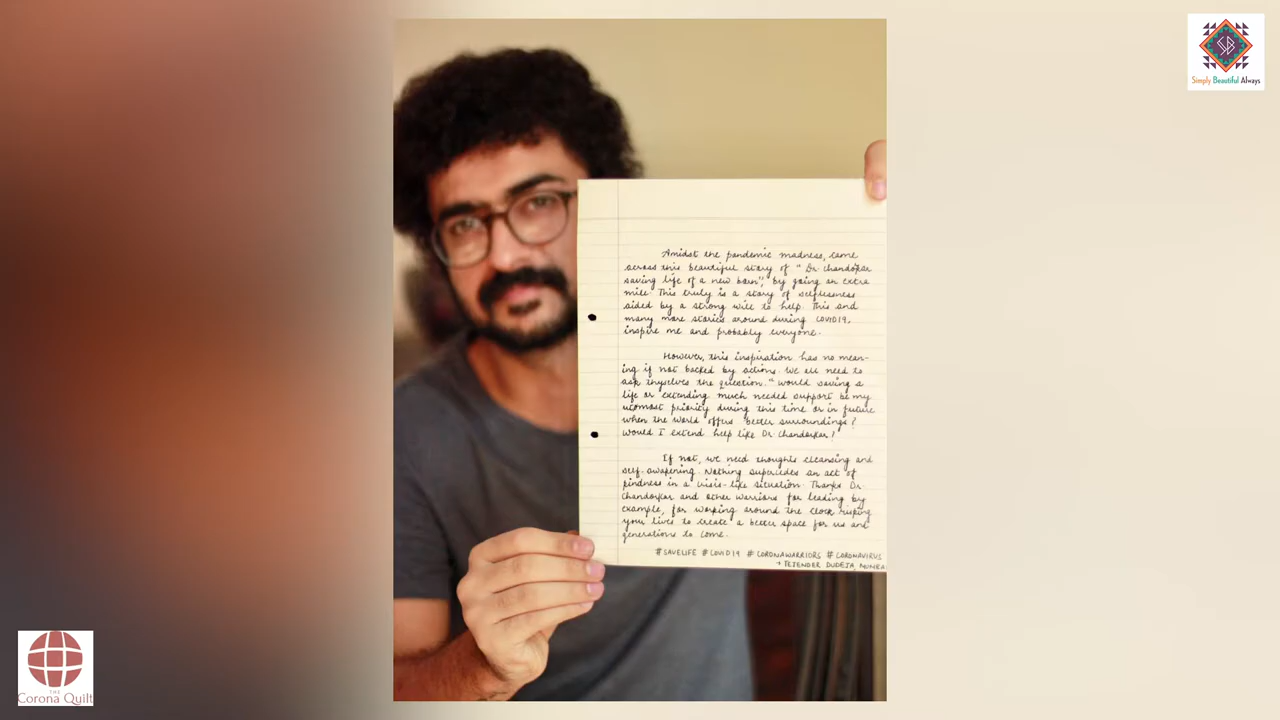 SB
Simply Beautiful Always
Amidst the pandemic madness, came
across this beautiful story of "Dr. Chandorkar
saving life of a new born", by going an extra
mile. This truly is a story of selflessness
aided by a strong will to help. This and
many more stories around during COVID19,
inspire me and probably everyone.
However, this inspiration has no mean-
ing if not backed by actions. We all need to
ask thyselves the question. "Would saving a
life or extending much needed support be my
utomost priority during this time or in future
when the world offers better surroundings?
Would I extend help like Dr. Chandorkar?
If not, we need thoughts cleansing and
self-awakening. Nothing supercedes an act of
kindness in a crisis-like situation. Thanks Dr.
Chandorkar and other warriors for leading by
example, for working around the clock risking
your lives to create a better space for us and
generations to come.
#SAVELIFE #COVID19 #CORONAWARRIORS #CORONAVIRUS
TEJENDER DUDEJA,
THE
Corona Quilt